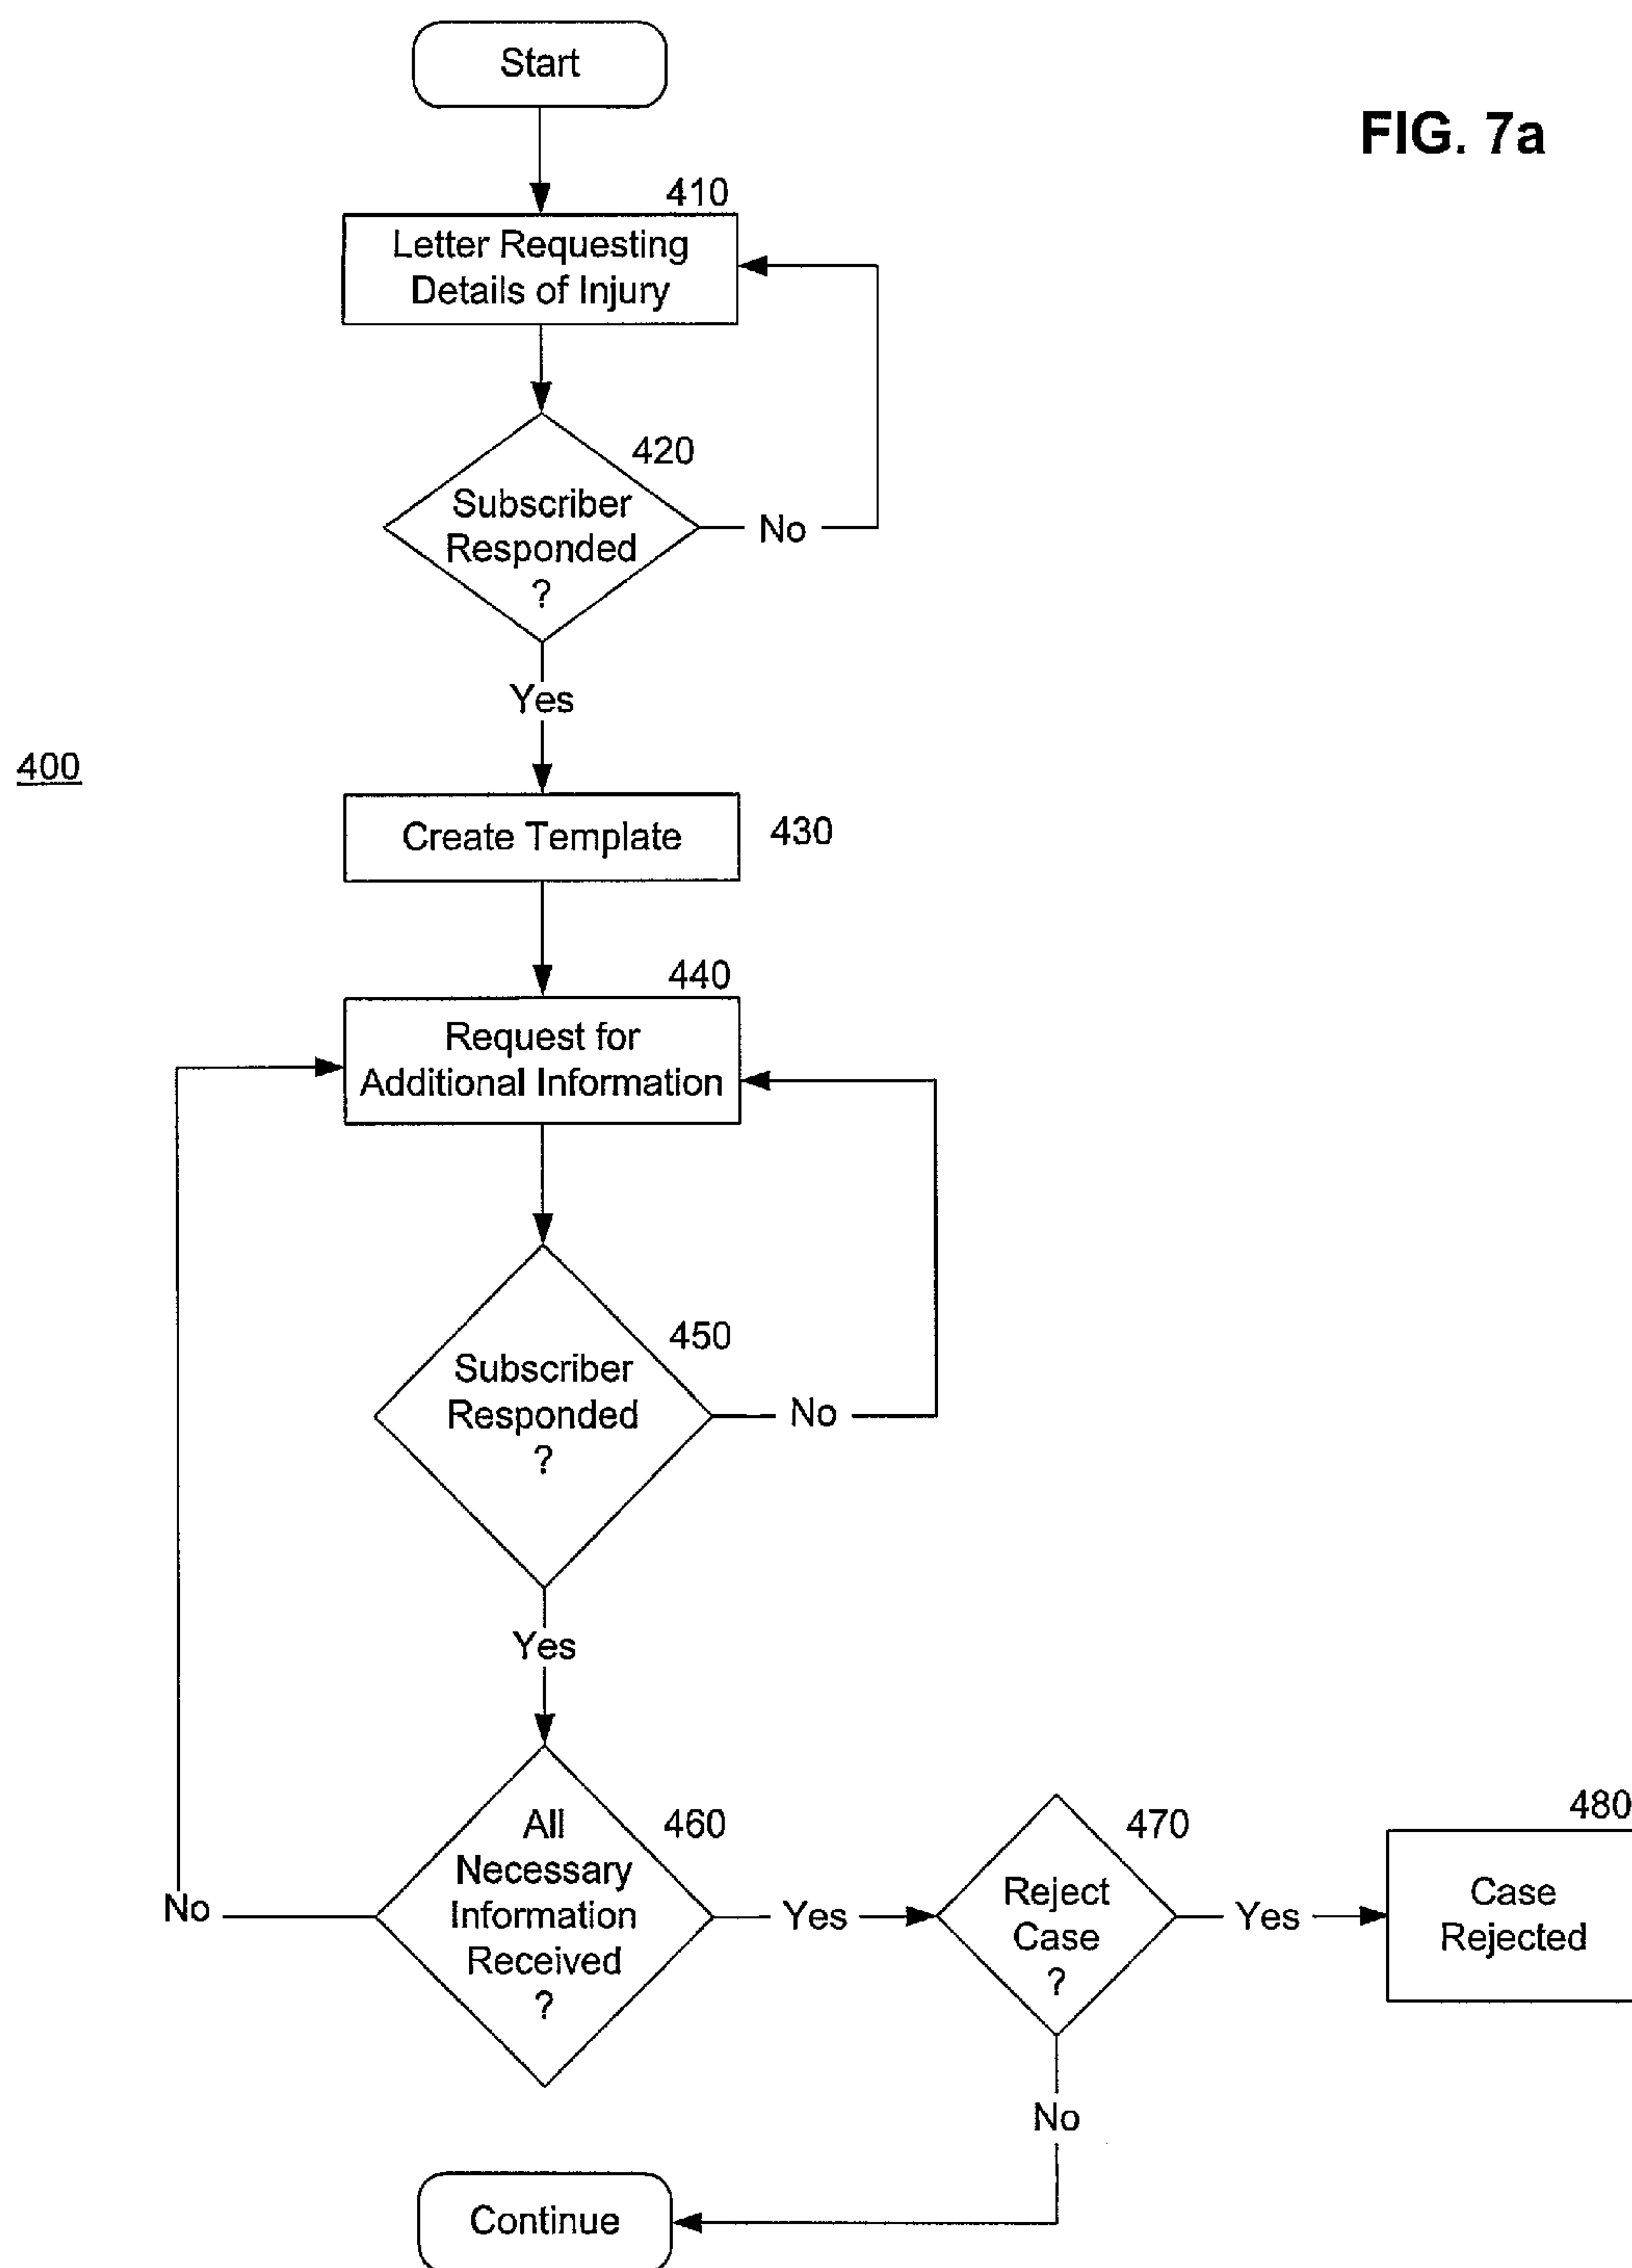 Start
FIG. 7a
410
Letter Requesting
Details of Injury
420
Subscriber
Responded
?
No
Yes
400
Create Template
430
440
Request for
Additional Information
450
Subscriber
Responded
?
No
Yes
All
Necessary
Information
Received
?
460
No
Yes
470
Reject
Case
?
Yes
480
Case
Rejected
No
Continue